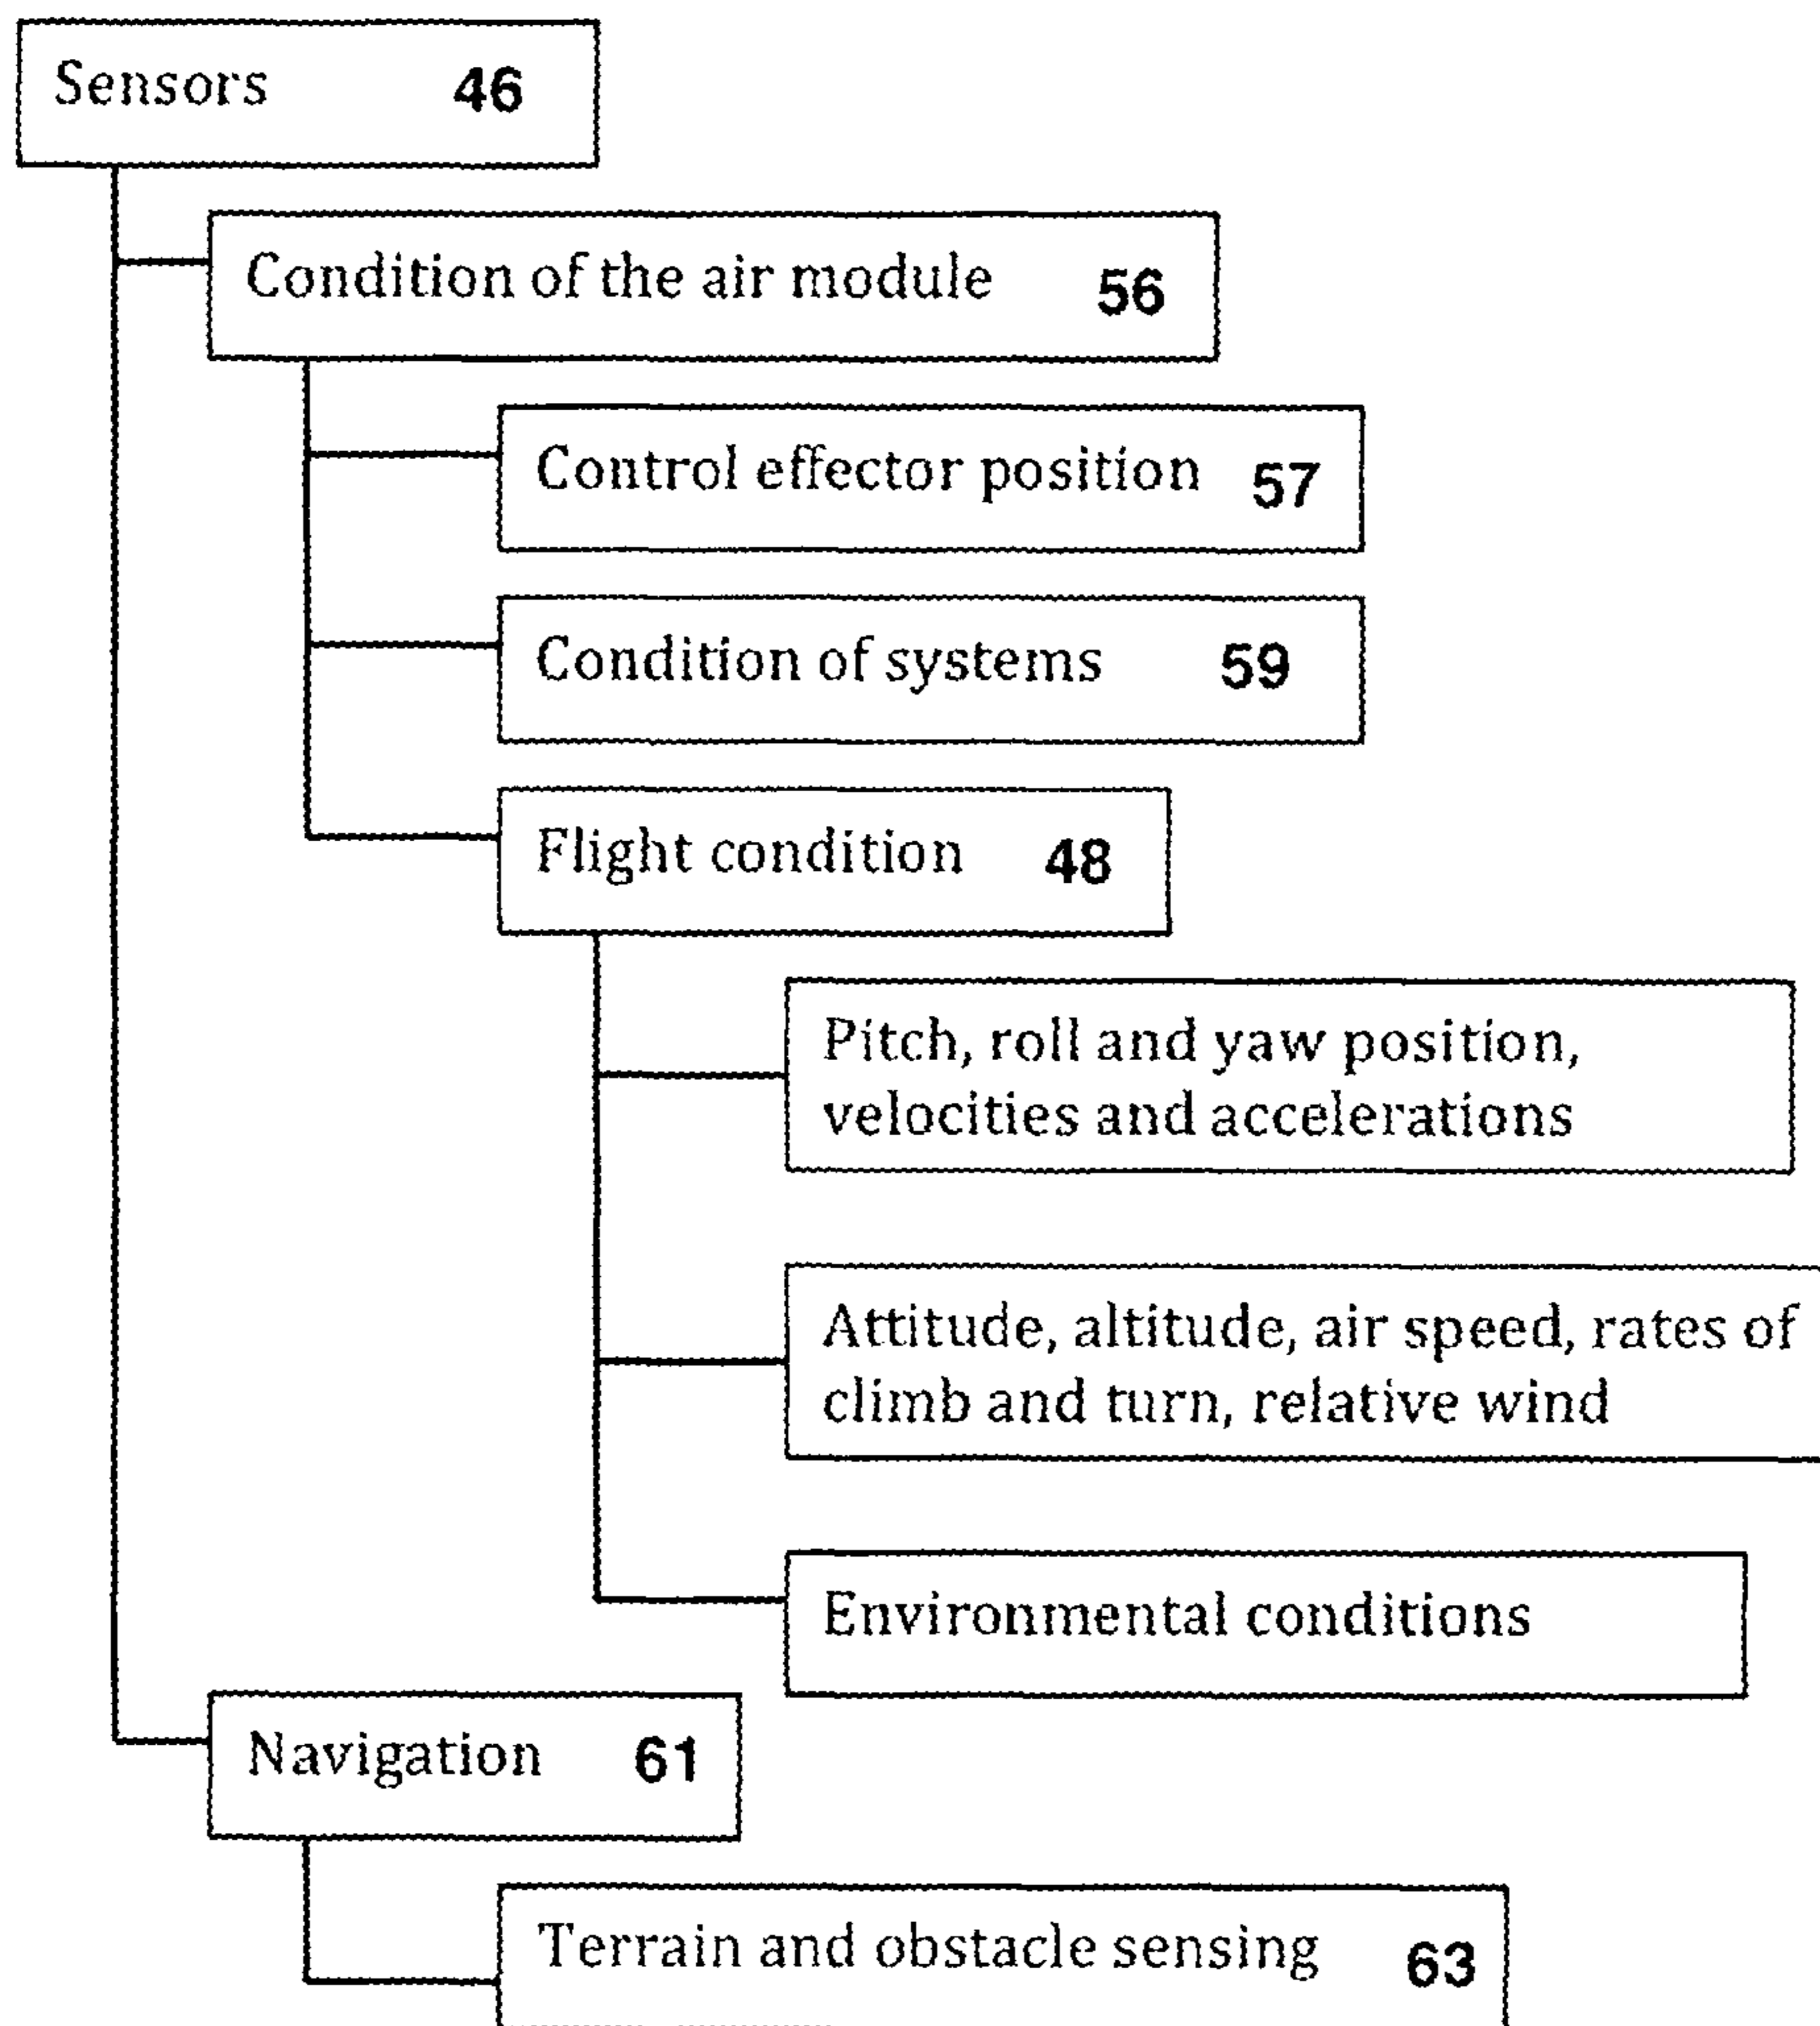 Sensors 46
Condition of the air module 56
Control effector position 57
Condition of systems 59
Flight condition 48
Pitch, roll and yaw position,
velocities and accelerations
Attitude, altitude, air speed, rates of
climb and turn, relative wind
Environmental conditions
Navigation 61
Terrain and obstacle sensing 63